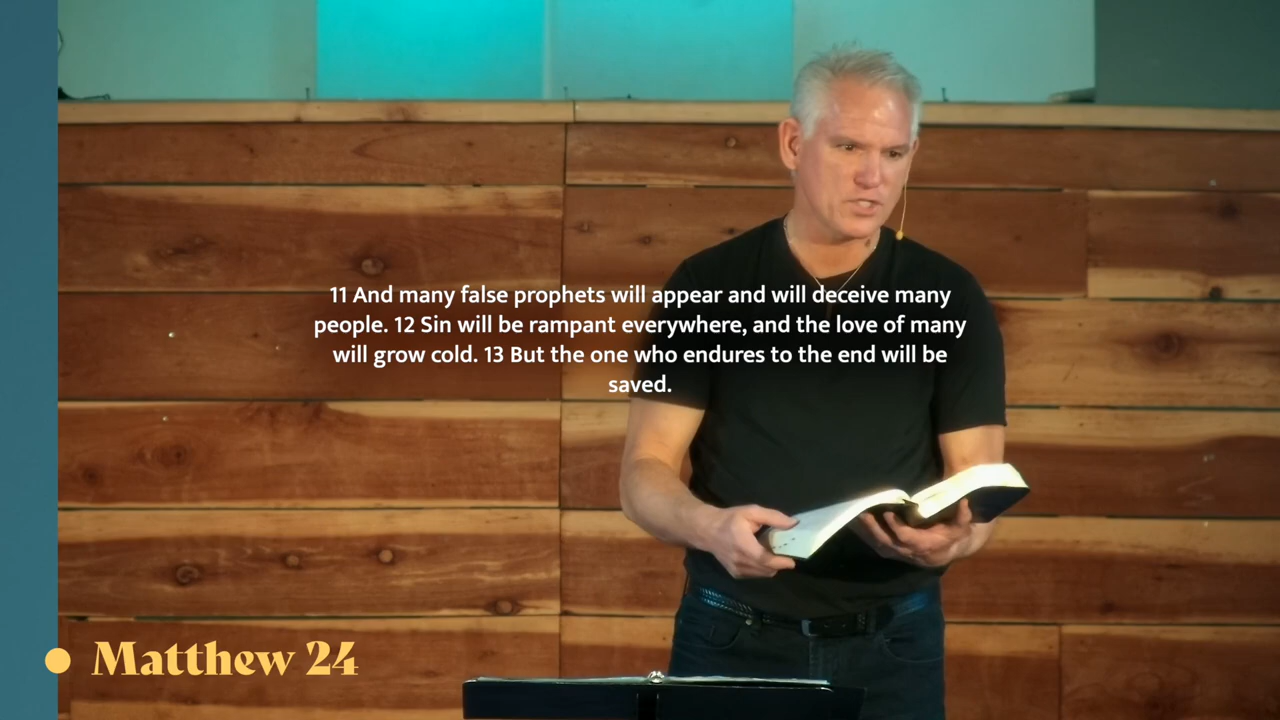 11 And many false prophets will appear and will deceive many
people. 12 Sin will be rampant everywhere, and the love of many
will grow cold. 13 But the one who endures to the end will be
saved.
Matthew 24